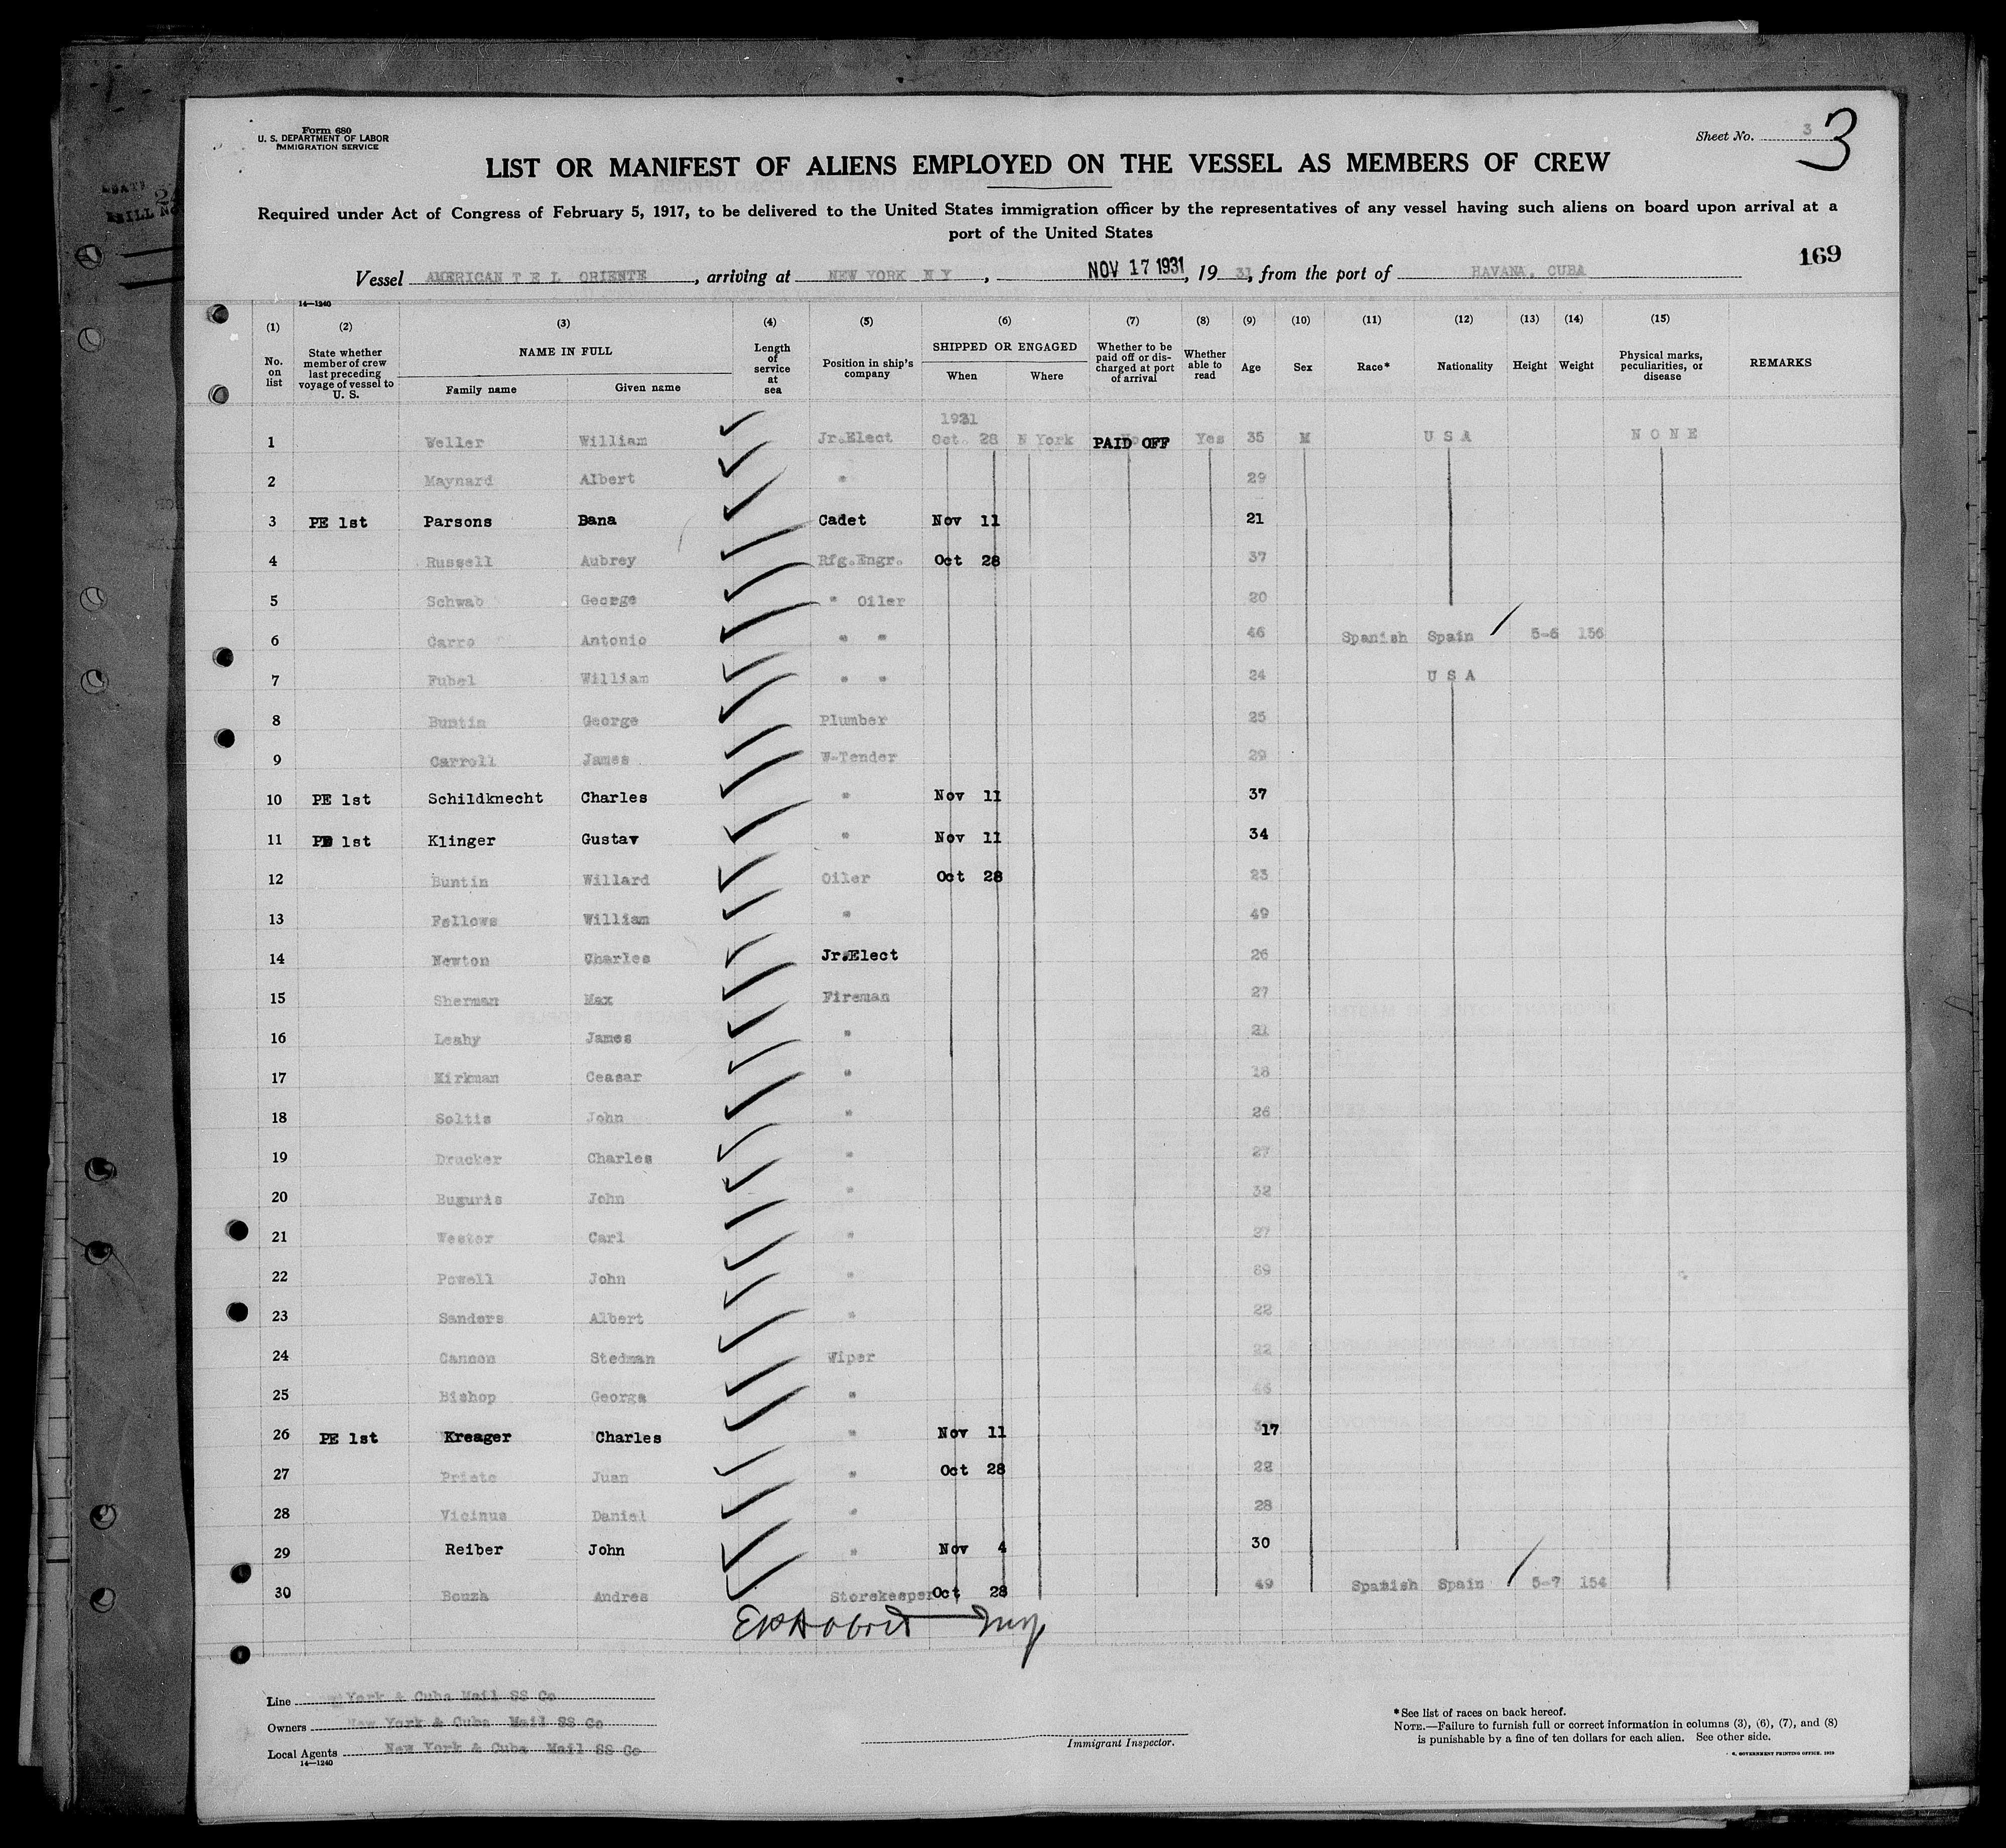 Form 680
U. S. DEPARTMENT OF LABOR
IMMIGRATION SERVICE
Sheet No. 3 3
LIST OR MANIFEST OF ALIENS EMPLOYED ON THE VESSEL AS MEMBERS OF CREW
Required under Act of Congress of February 5, 1917, to be delivered to the United States immigration officer by the representatives of any vessel having such aliens on board upon arrival at a
port of the United States
169
Vessel AMERICAN T E L ORIENTE, arriving at NEW YORK N Y, NOV 17 1931, 19 31, from the port of HAVANA, CUBA
14—1240
(1) (2) (3) (4) (5) (6) (7) (8) (9) (10) (11) (12) (13) (14) (15)
No. on list State whether member of crew last preceding voyage of vessel to U. S. NAME IN FULL Family name Given name Length of service at sea Position in ship's company SHIPPED OR ENGAGED When Where Whether to be paid off or discharged at port of arrival Whether able to read Age Sex Race* Nationality Height Weight Physical marks, peculiarities, or disease REMARKS
1931
1 Weller William Jr.Elect Oct. 28 N York PAID OFF Yes 35 M U S A N O N E
2 Maynard Albert " 29
3 PE 1st Parsons Dana Cadet Nov 11 21
4 Russell Aubrey Rfg.Engr. Oct 28 37
5 Schwab George " Oiler 20
6 Carro Antonio " " 46 Spanish Spain 5-6 156
7 Fubel William " " 24 U S A
8 Buntin George Plumber 25
9 Carroll James W-Tender 29
10 PE 1st Schildknecht Charles " Nov 11 37
11 PE 1st Klinger Gustav " Nov 11 34
12 Buntin Willard Oiler Oct 28 23
13 Fellows William " 49
14 Newton Charles Jr.Elect 26
15 Sherman Max Fireman 27
16 Leahy James " 21
17 Kirkman Ceasar " 18
18 Soltis John " 26
19 Drucker Charles " 27
20 Buguris John " 32
21 Wester Carl " 27
22 Powell John " 39
23 Sanders Albert " 22
24 Cannon Stedman Wiper 22
25 Bishop George " 46
26 PE 1st Kreager Charles " Nov 11 17
27 Prieto Juan " Oct 28 22
28 Vicinus Daniel " 28
29 Reiber John " Nov 4 30
30 Bouza Andres Storekeeper Oct 28 49 Spanish Spain 5-7 154
Line York & Cuba Mail SS Co
Owners New York & Cuba Mail SS Co
Local Agents New York & Cuba Mail SS Co
14—1240
Immigrant Inspector.
*See list of races on back hereof.
NOTE.—Failure to furnish full or correct information in columns (3), (6), (7), and (8)
is punishable by a fine of ten dollars for each alien. See other side.